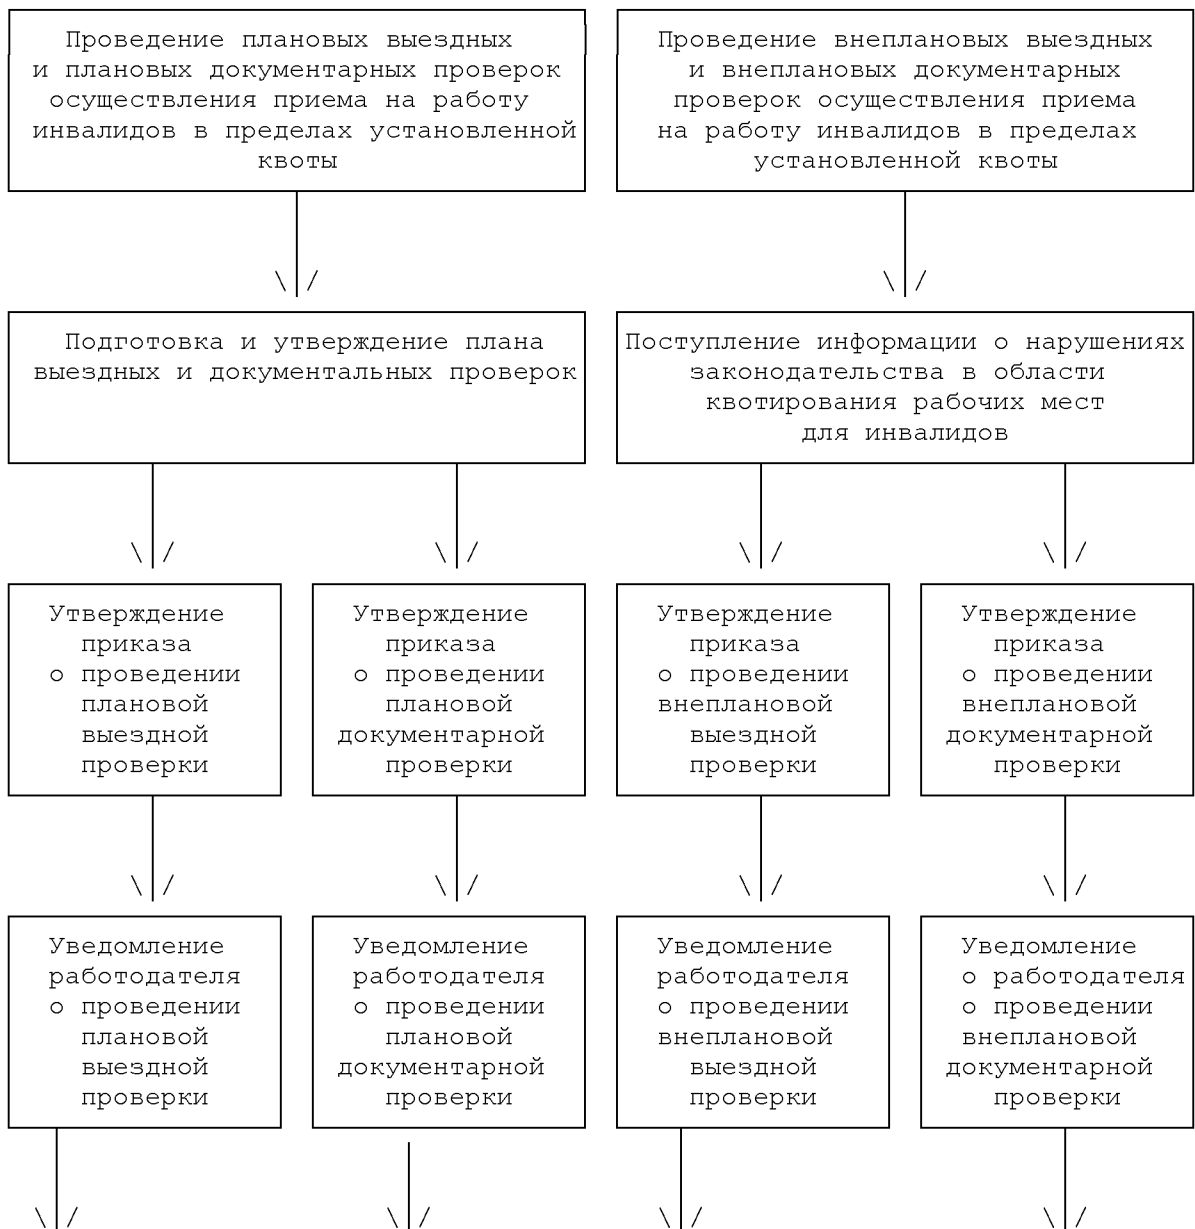 Проведение плановых выездных
и плановых документарных проверок
осуществления приема на работу
инвалидов в пределах установленной
квоты
Проведение внеплановых выездных
и внеплановых документарных
проверок осуществления приема
на работу инвалидов в пределах
установленной квоты
Подготовка и утверждение плана
выездных и документальных проверок
Поступление информации о нарушениях
законодательства в области
квотирования рабочих мест
для инвалидов
Утверждение
приказа
о проведении
плановой
выездной
проверки
Утверждение
приказа
о проведении
плановой
документарной
проверки
Утверждение
приказа
о проведении
внеплановой
выездной
проверки
Утверждение
приказа
о проведении
внеплановой
документарной
проверки
Уведомление
работодателя
о проведении
плановой
выездной
проверки
Уведомление
работодателя
о проведении
плановой
документарной
проверки
Уведомление
работодателя
о проведении
внеплановой
выездной
проверки
Уведомление
о работодателя
о проведении
внеплановой
документарной
проверки